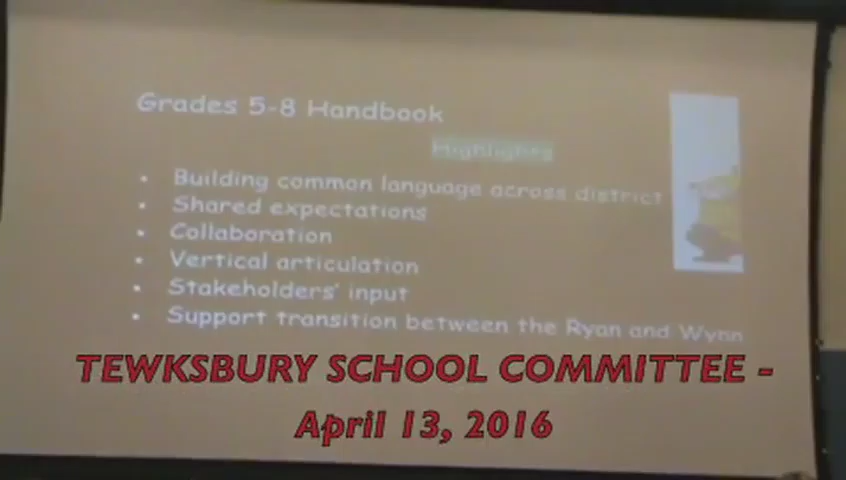 Grades 5-8 Handbook
Highlights
• Building common language across district
• Shared expectations
• Collaboration
• Vertical articulation
• Stakeholders' input
• Support transition between the Ryan and Wynn
TEWKSBURY SCHOOL COMMITTEE -
April 13, 2016